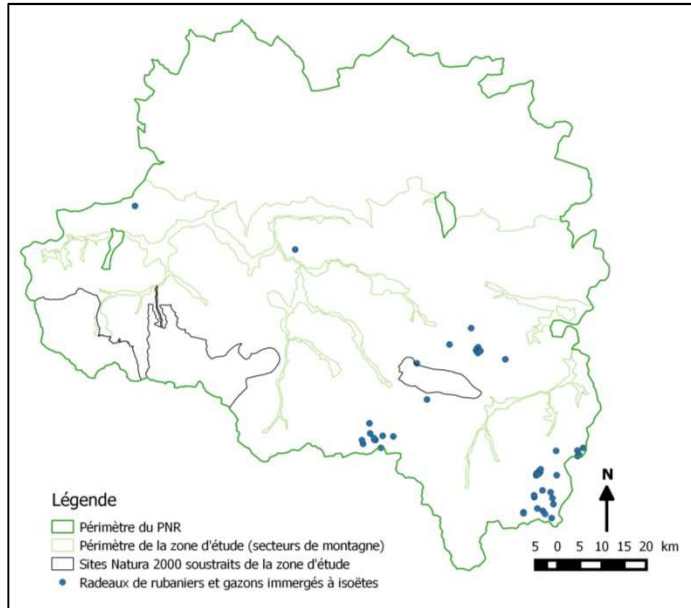 Légende
Périmètre du PNR
Périmètre de la zone d'étude (secteurs de montagne)
Sites Natura 2000 soustraits de la zone d'étude
Radeaux de rubaniers et gazons immergés à isoëtes
N
5 0 5 10 15 20 km